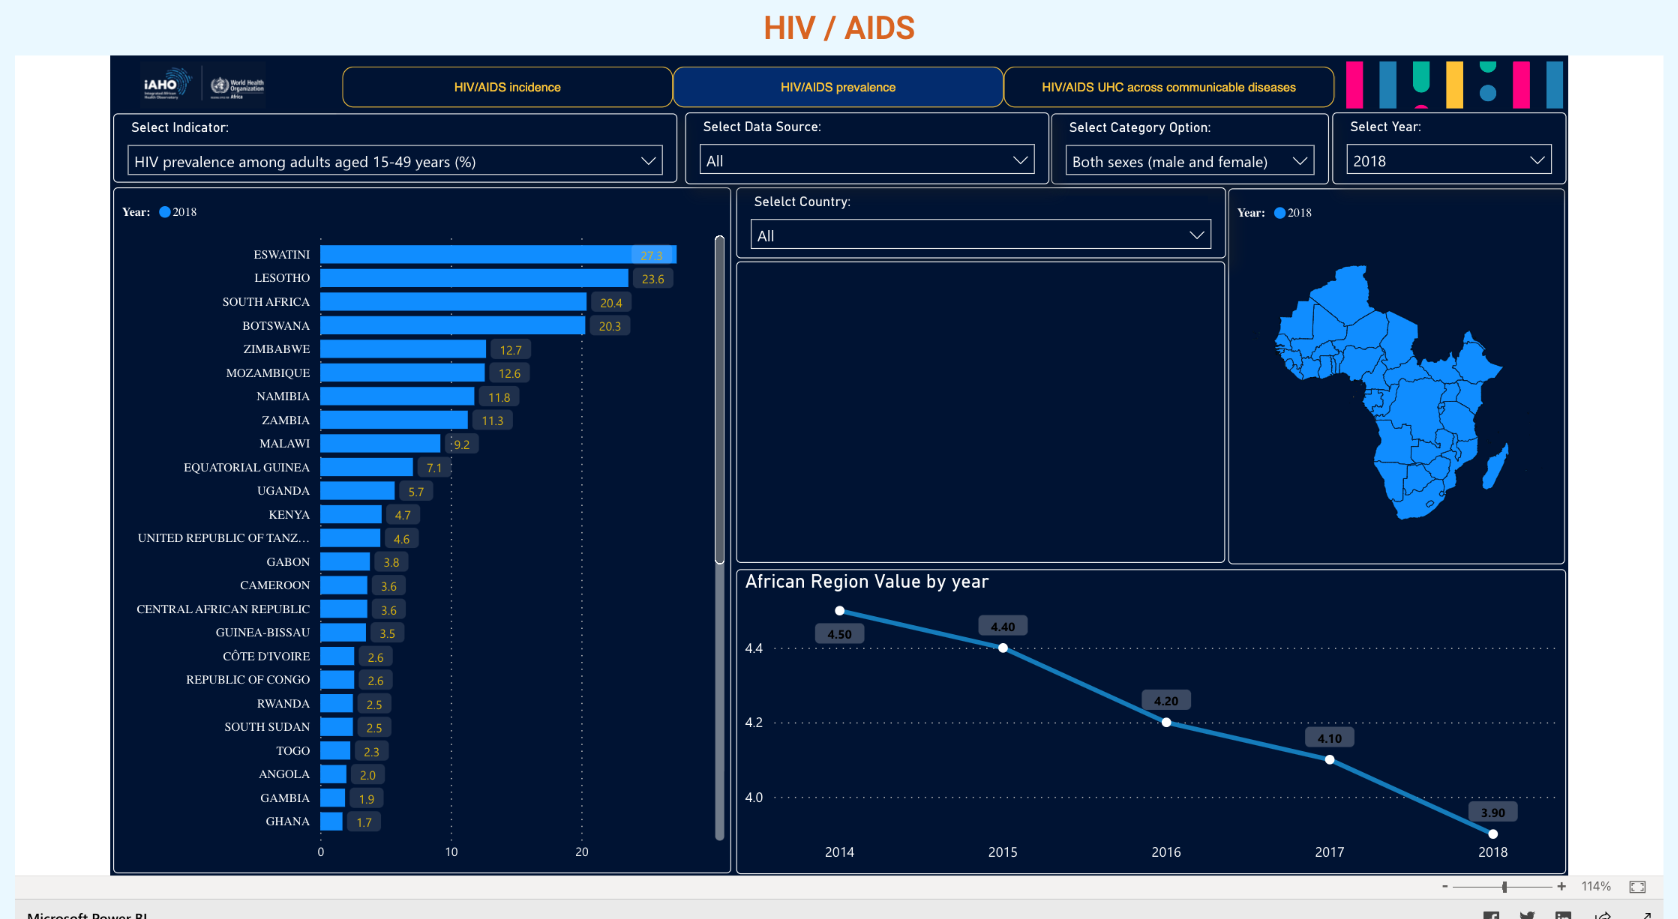 HIV / AIDS
iAHO
World Health
Organization
HIV/AIDS incidence
HIV/AIDS prevalence
HIV/AIDS UHC across communicable diseases
Select Indicator:
HIV prevalence among adults aged 15-49 years (%)
Select Data Source:
All
Select Category Option:
Both sexes (male and female)
Select Year:
2018
Year: 2018
ESWATINI 27.3
LESOTHO 23.6
SOUTH AFRICA 20.4
BOTSWANA 20.3
ZIMBABWE 12.7
MOZAMBIQUE 12.6
NAMIBIA 11.8
ZAMBIA 11.3
MALAWI 9.2
EQUATORIAL GUINEA 7.1
UGANDA 5.7
KENYA 4.7
UNITED REPUBLIC OF TANZ... 4.6
GABON 3.8
CAMEROON 3.6
CENTRAL AFRICAN REPUBLIC 3.6
GUINEA-BISSAU 3.5
CÔTE D'IVOIRE 2.6
REPUBLIC OF CONGO 2.6
RWANDA 2.5
SOUTH SUDAN 2.5
TOGO 2.3
ANGOLA 2.0
GAMBIA 1.9
GHANA 1.7
0 10 20
Selelct Country:
All
Year: 2018
African Region Value by year
4.50
4.40
4.4
4.20
4.2
4.10
4.0
3.90
2014 2015 2016 2017 2018
- + 114%
Microsoft Power BI